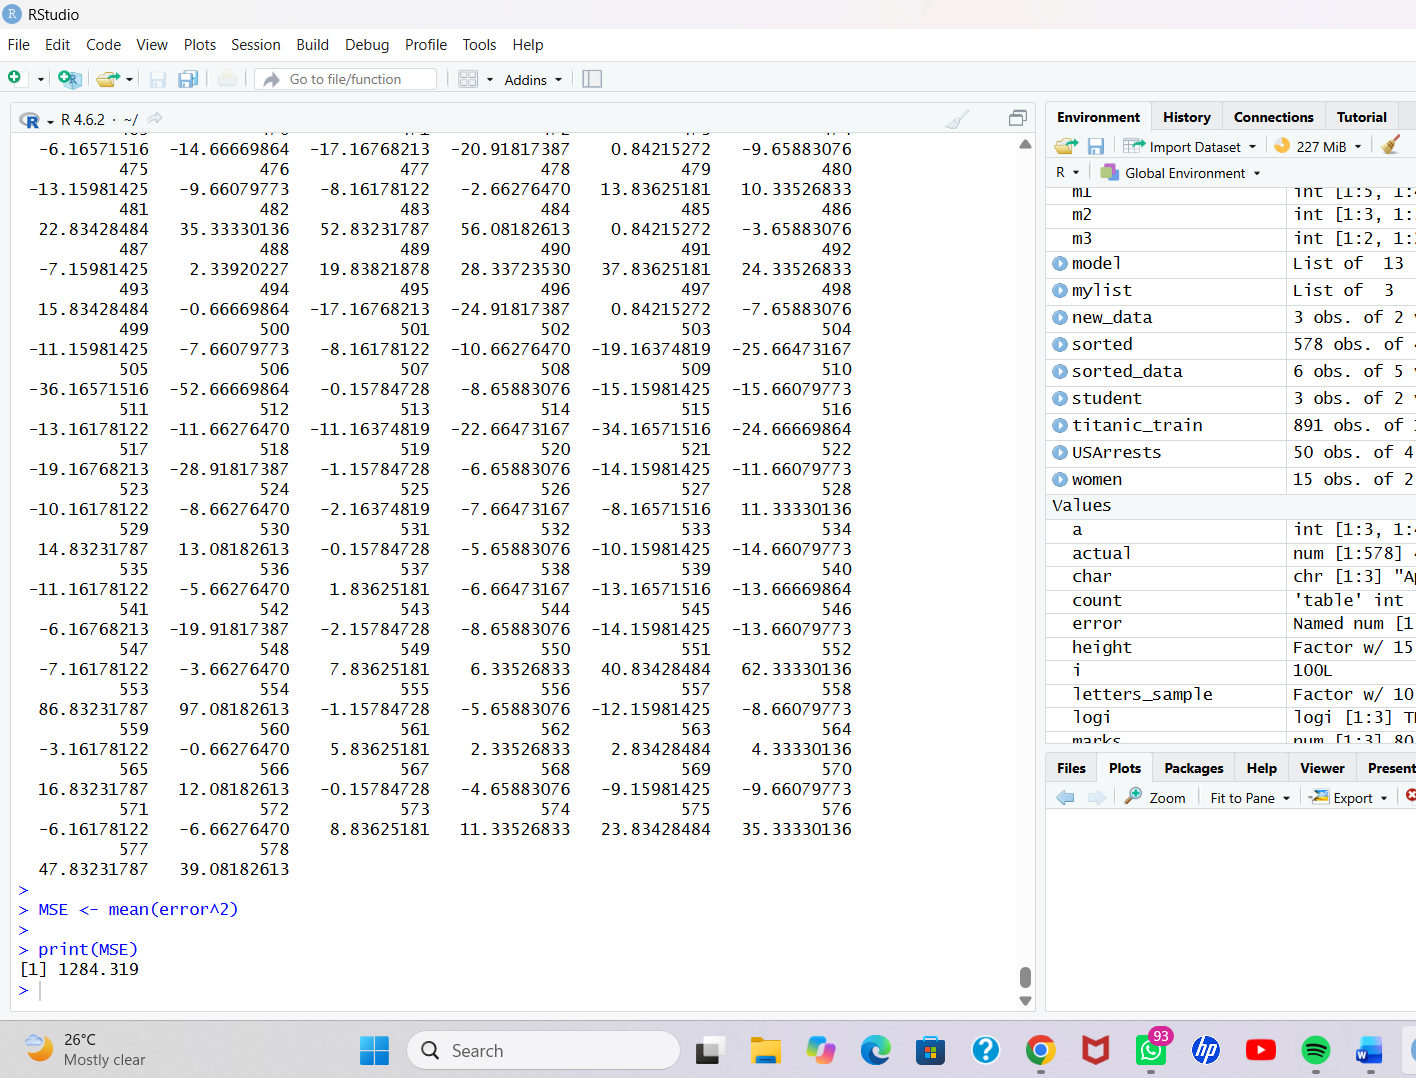 RStudio
File Edit Code View Plots Session Build Debug Profile Tools Help
Go to file/function Addins
R 4.6.2 · ~/
-6.16571516 -14.66669864 -17.16768213 -20.91817387 0.84215272 -9.65883076
475 476 477 478 479 480
-13.15981425 -9.66079773 -8.16178122 -2.66276470 13.83625181 10.33526833
481 482 483 484 485 486
22.83428484 35.33330136 52.83231787 56.08182613 0.84215272 -3.65883076
487 488 489 490 491 492
-7.15981425 2.33920227 19.83821878 28.33723530 37.83625181 24.33526833
493 494 495 496 497 498
15.83428484 -0.66669864 -17.16768213 -24.91817387 0.84215272 -7.65883076
499 500 501 502 503 504
-11.15981425 -7.66079773 -8.16178122 -10.66276470 -19.16374819 -25.66473167
505 506 507 508 509 510
-36.16571516 -52.66669864 -0.15784728 -8.65883076 -15.15981425 -15.66079773
511 512 513 514 515 516
-13.16178122 -11.66276470 -11.16374819 -22.66473167 -34.16571516 -24.66669864
517 518 519 520 521 522
-19.16768213 -28.91817387 -1.15784728 -6.65883076 -14.15981425 -11.66079773
523 524 525 526 527 528
-10.16178122 -8.66276470 -2.16374819 -7.66473167 -8.16571516 11.33330136
529 530 531 532 533 534
14.83231787 13.08182613 -0.15784728 -5.65883076 -10.15981425 -14.66079773
535 536 537 538 539 540
-11.16178122 -5.66276470 1.83625181 -6.66473167 -13.16571516 -13.66669864
541 542 543 544 545 546
-6.16768213 -19.91817387 -2.15784728 -8.65883076 -14.15981425 -13.66079773
547 548 549 550 551 552
-7.16178122 -3.66276470 7.83625181 6.33526833 40.83428484 62.33330136
553 554 555 556 557 558
86.83231787 97.08182613 -1.15784728 -5.65883076 -12.15981425 -8.66079773
559 560 561 562 563 564
-3.16178122 -0.66276470 5.83625181 2.33526833 2.83428484 4.33330136
565 566 567 568 569 570
16.83231787 12.08182613 -0.15784728 -4.65883076 -9.15981425 -9.66079773
571 572 573 574 575 576
-6.16178122 -6.66276470 8.83625181 11.33526833 23.83428484 35.33330136
577 578
47.83231787 39.08182613
>
> MSE <- mean(error^2)
>
> print(MSE)
[1] 1284.319
>
Environment History Connections Tutorial
Import Dataset 227 MiB
R Global Environment
m1 int [1:5, 1:
m2 int [1:3, 1:
m3 int [1:2, 1:
model List of 13
mylist List of 3
new_data 3 obs. of 2
sorted 578 obs. of
sorted_data 6 obs. of 5
student 3 obs. of 2
titanic_train 891 obs. of
USArrests 50 obs. of 4
women 15 obs. of 2
Values
a int [1:3, 1:
actual num [1:578]
char chr [1:3] "Ap
count 'table' int
error Named num [1
height Factor w/ 15
i 100L
letters_sample Factor w/ 10
logi logi [1:3] T
marks num [1:3] 80
Files Plots Packages Help Viewer Present
Zoom Fit to Pane Export
26°C
Mostly clear
Search
93
hp